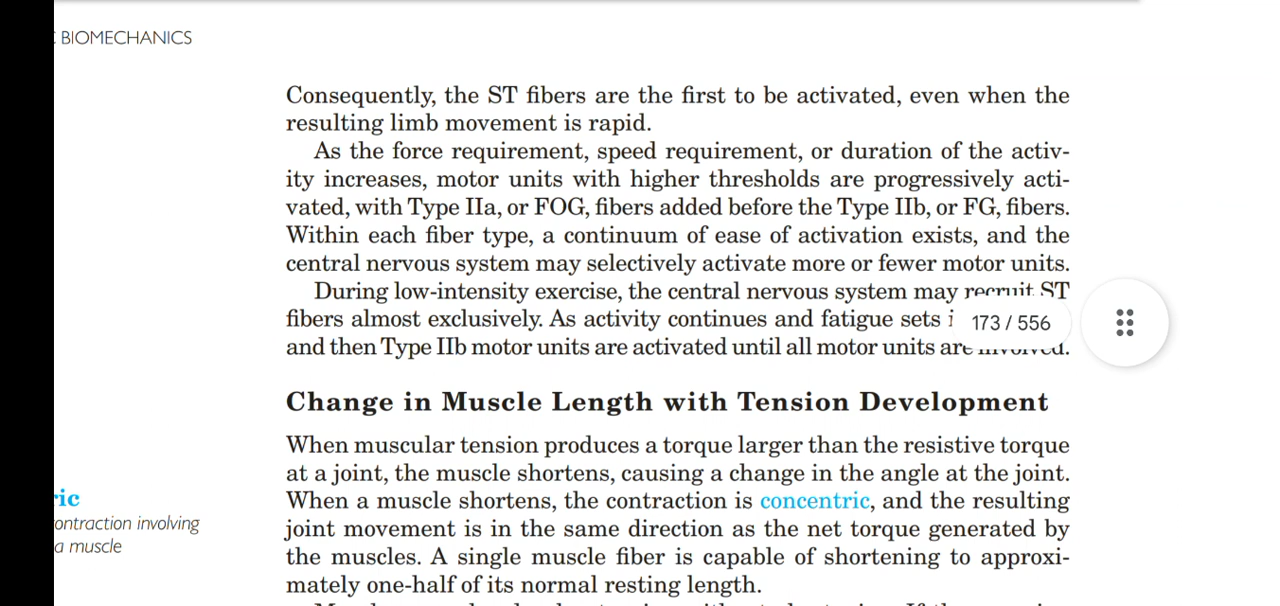 BIOMECHANICS
Consequently, the ST fibers are the first to be activated, even when the
resulting limb movement is rapid.
As the force requirement, speed requirement, or duration of the activ-
ity increases, motor units with higher thresholds are progressively acti-
vated, with Type IIa, or FOG, fibers added before the Type IIb, or FG, fibers.
Within each fiber type, a continuum of ease of activation exists, and the
central nervous system may selectively activate more or fewer motor units.
During low-intensity exercise, the central nervous system may recruit ST
fibers almost exclusively. As activity continues and fatigue sets
173 / 556
and then Type IIb motor units are activated until all motor units are involved.
Change in Muscle Length with Tension Development
When muscular tension produces a torque larger than the resistive torque
at a joint, the muscle shortens, causing a change in the angle at the joint.
When a muscle shortens, the contraction is concentric, and the resulting
joint movement is in the same direction as the net torque generated by
the muscles. A single muscle fiber is capable of shortening to approxi-
mately one-half of its normal resting length.
ric
ontraction involving
a muscle